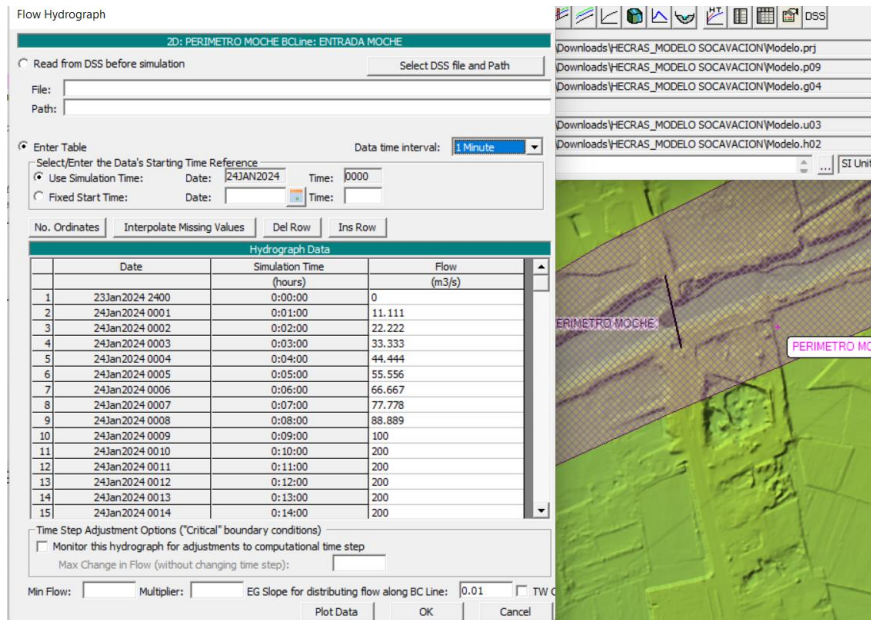 Flow Hydrograph
2D: PERIMETRO MOCHE BCLine: ENTRADA MOCHE
Read from DSS before simulation
Select DSS file and Path
File:
Path:
Enter Table
Data time interval: 1 Minute
Select/Enter the Data's Starting Time Reference
Use Simulation Time: Date: 24JAN2024 Time: 0000
Fixed Start Time: Date: Time:
No. Ordinates Interpolate Missing Values Del Row Ins Row
Hydrograph Data
Date Simulation Time Flow
(hours) (m3/s)
1 23Jan2024 2400 0:00:00 0
2 24Jan2024 0001 0:01:00 11.111
3 24Jan2024 0002 0:02:00 22.222
4 24Jan2024 0003 0:03:00 33.333
5 24Jan2024 0004 0:04:00 44.444
6 24Jan2024 0005 0:05:00 55.556
7 24Jan2024 0006 0:06:00 66.667
8 24Jan2024 0007 0:07:00 77.778
9 24Jan2024 0008 0:08:00 88.889
10 24Jan2024 0009 0:09:00 100
11 24Jan2024 0010 0:10:00 200
12 24Jan2024 0011 0:11:00 200
13 24Jan2024 0012 0:12:00 200
14 24Jan2024 0013 0:13:00 200
15 24Jan2024 0014 0:14:00 200
Time Step Adjustment Options ("Critical" boundary conditions)
Monitor this hydrograph for adjustments to computational time step
Max Change in Flow (without changing time step):
Min Flow: Multiplier: EG Slope for distributing flow along BC Line: 0.01 TW
Plot Data OK Cancel
DSS
\Downloads\HECRAS_MODELO SOCAVACION\Modelo.prj
\Downloads\HECRAS_MODELO SOCAVACION\Modelo.p09
\Downloads\HECRAS_MODELO SOCAVACION\Modelo.g04
\Downloads\HECRAS_MODELO SOCAVACION\Modelo.u03
\Downloads\HECRAS_MODELO SOCAVACION\Modelo.h02
... SI Unit
ERIMETRO MOCHE
PERIMETRO MO